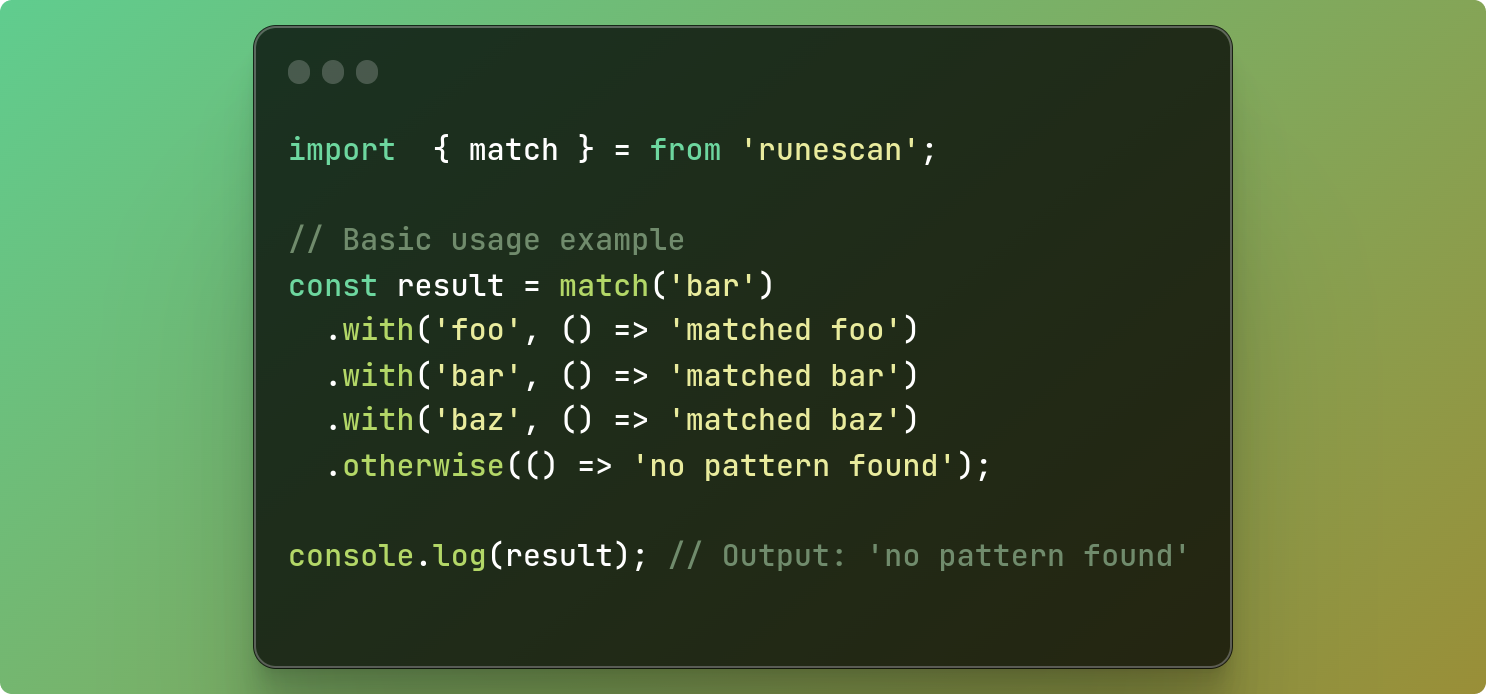 import  { match } = from 'runescan';
// Basic usage example
const result = match('bar')
  .with('foo', () => 'matched foo')
  .with('bar', () => 'matched bar')
  .with('baz', () => 'matched baz')
  .otherwise(() => 'no pattern found');
console.log(result); // Output: 'no pattern found'